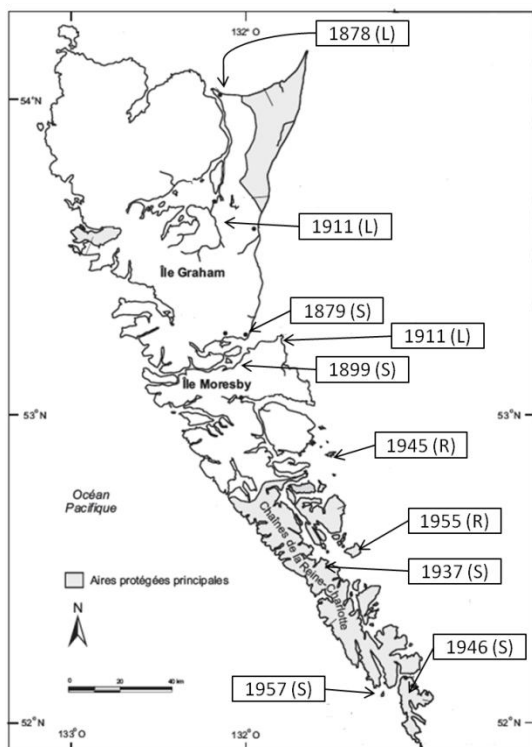 132°O
1878 (L)
54°N
1911 (L)
Île Graham
1879 (S)
1911 (L)
1899 (S)
Île Moresby
53°N
53°N
1945 (R)
Océan
Pacifique
1955 (R)
Chaînes de la Reine-Charlotte
1937 (S)
Aires protégées principales
N
1946 (S)
0
20
40 km
1957 (S)
52°N
52°N
133°O
132°O